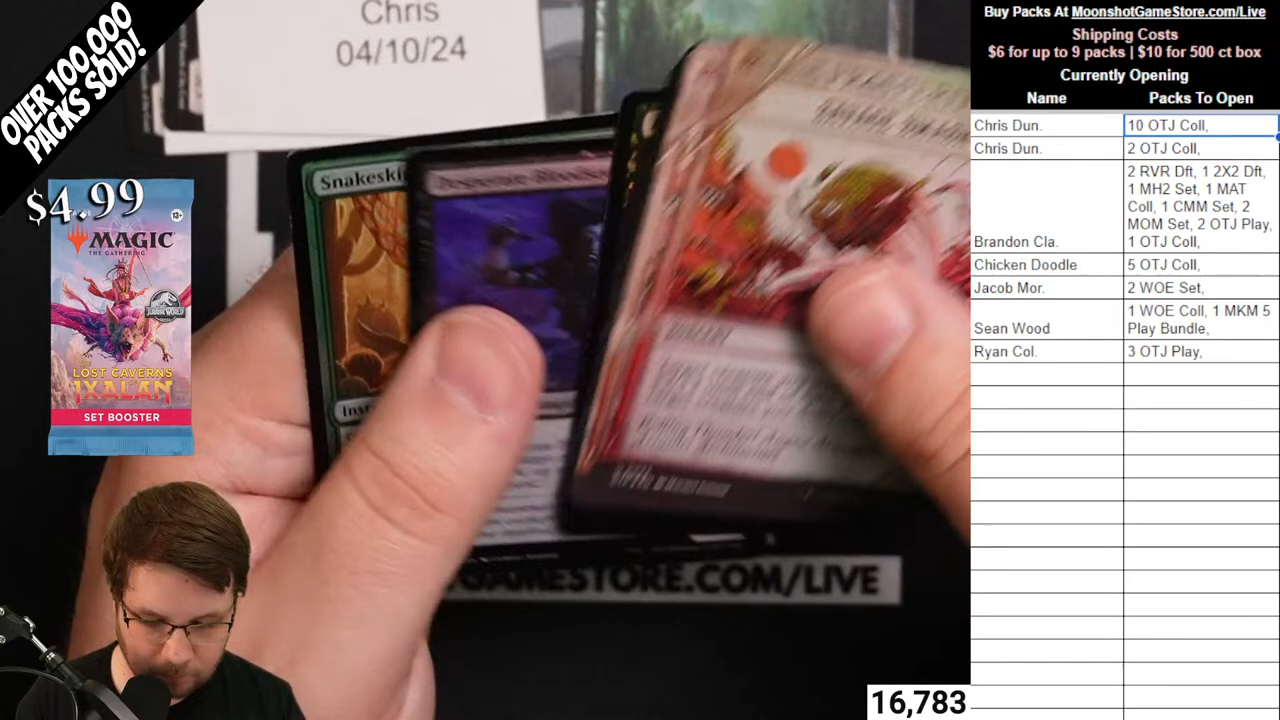 OVER 100,000
PACKS SOLD!
Chris
04/10/24
$4.99
13+
MAGIC
THE GATHERING
JURASSIC WORLD
LOST CAVERNS
of
IXALAN
SET BOOSTER
Snakeski
Inst
GAMESTORE.COM/LIVE
16,783
Buy Packs At MoonshotGameStore.com/Live
Shipping Costs
$6 for up to 9 packs | $10 for 500 ct box
Currently Opening
Name Packs To Open
Chris Dun. 10 OTJ Coll,
Chris Dun. 2 OTJ Coll,
2 RVR Dft, 1 2X2 Dft,
1 MH2 Set, 1 MAT
Coll, 1 CMM Set, 2
MOM Set, 2 OTJ Play,
Brandon Cla. 1 OTJ Coll,
Chicken Doodle 5 OTJ Coll,
Jacob Mor. 2 WOE Set,
1 WOE Coll, 1 MKM 5
Sean Wood Play Bundle,
Ryan Col. 3 OTJ Play,